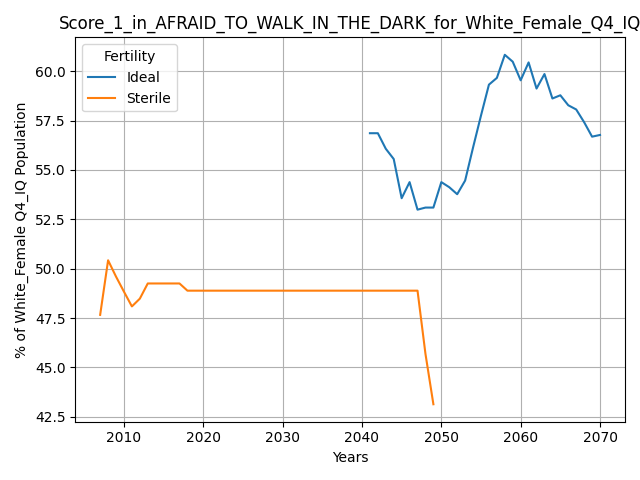 Score_1_in_AFRAID_TO_WALK_IN_THE_DARK_for_White_Female_Q4_IQ
Fertility
Ideal
Sterile
% of White_Female Q4_IQ Population
60.0
57.5
55.0
52.5
50.0
47.5
45.0
42.5
2010 2020 2030 2040 2050 2060 2070
Years